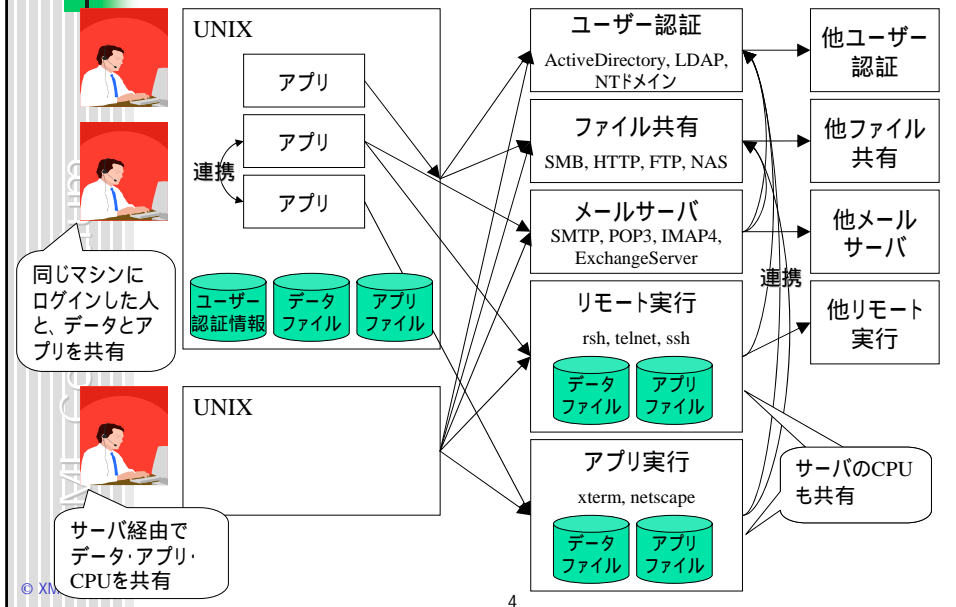 UNIX
アプリ
アプリ
連携
アプリ
ユーザー
認証情報
データ
ファイル
アプリ
ファイル
同じマシンに
ログインした人
と、データとア
プリを共有
UNIX
サーバ経由で
データ・アプリ・
CPUを共有
ユーザー認証
ActiveDirectory, LDAP,
NTドメイン
ファイル共有
SMB, HTTP, FTP, NAS
メールサーバ
SMTP, POP3, IMAP4,
ExchangeServer
リモート実行
rsh, telnet, ssh
データ
ファイル
アプリ
ファイル
アプリ実行
xterm, netscape
データ
ファイル
アプリ
ファイル
他ユーザー
認証
他ファイル
共有
他メール
サーバ
連携
他リモート
実行
サーバのCPU
も共有
© XM
4